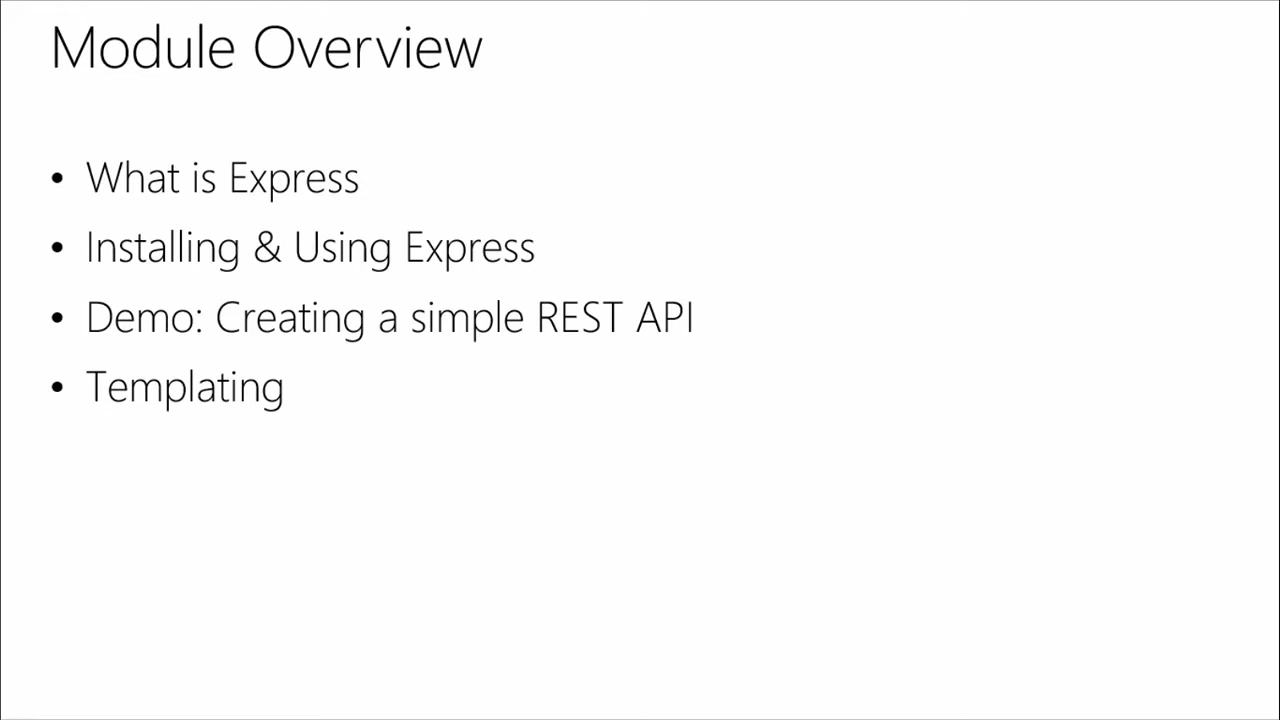 Module Overview
• What is Express
• Installing & Using Express
• Demo: Creating a simple REST API
• Templating